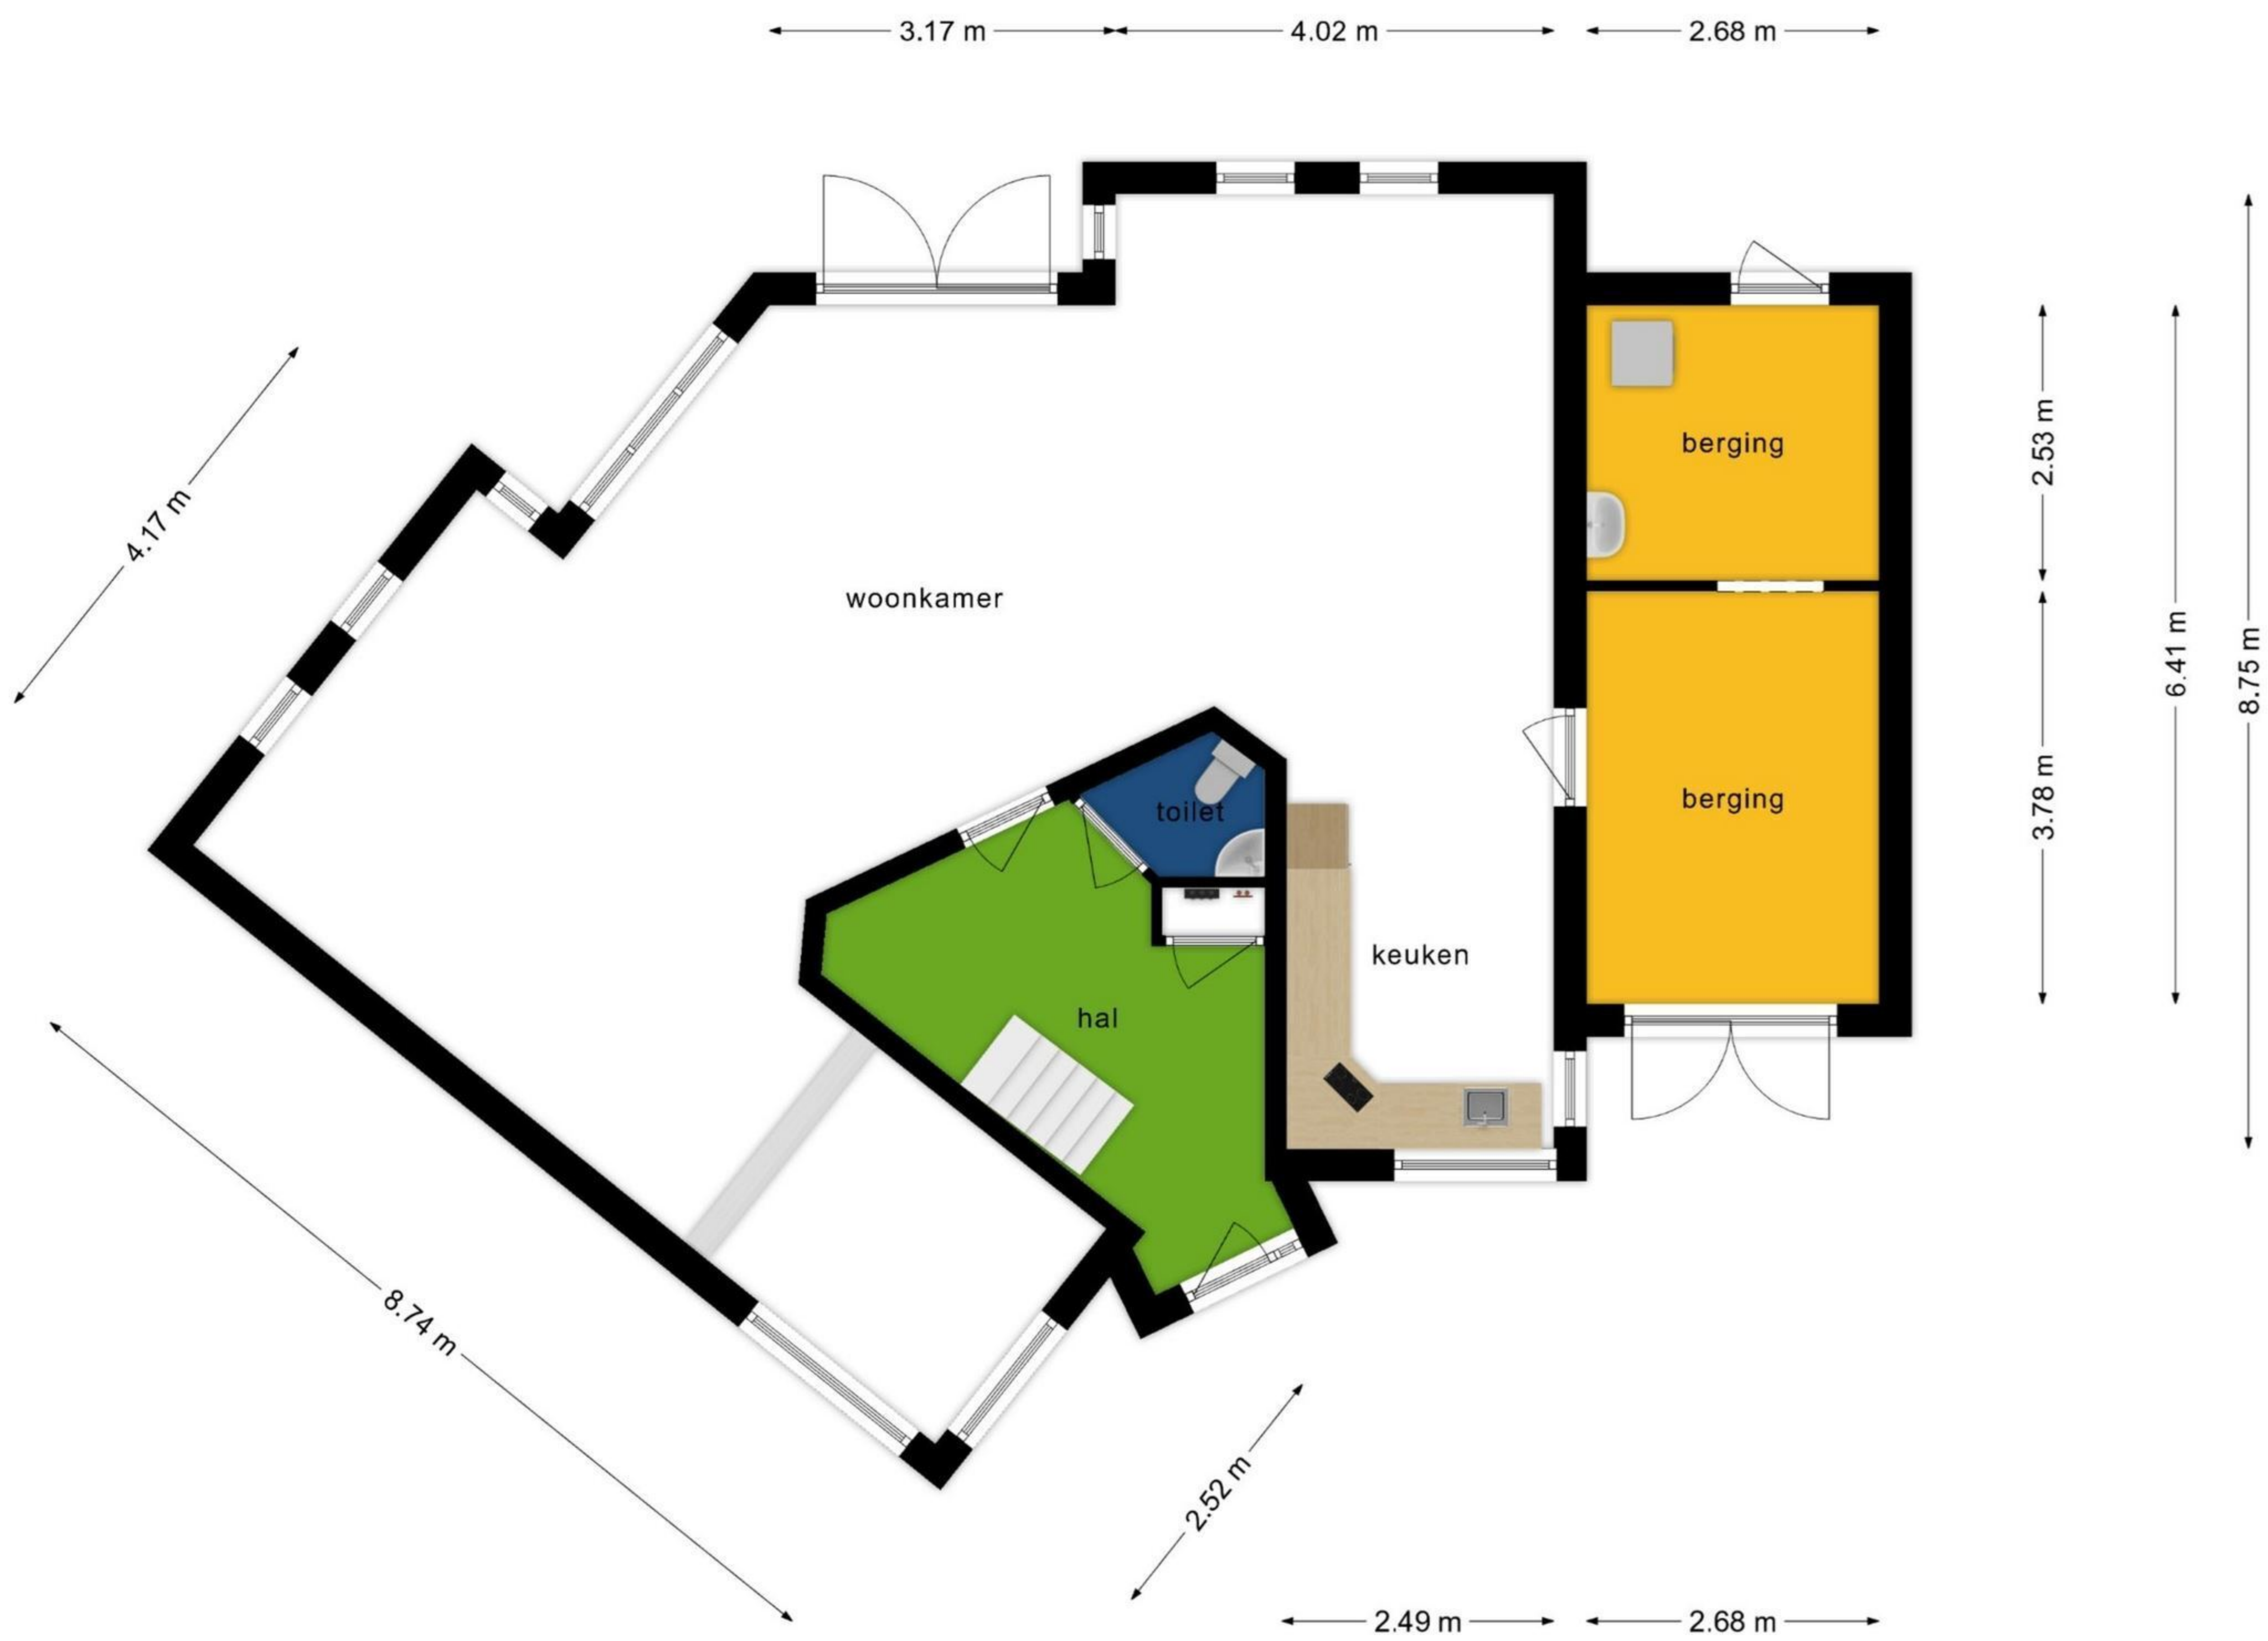 3.17 m
4.02 m
2.68 m
4.17 m
berging
2.53 m
woonkamer
6.41 m
8.75 m
toilet
berging
3.78 m
keuken
hal
8.74 m
2.52 m
2.49 m
2.68 m